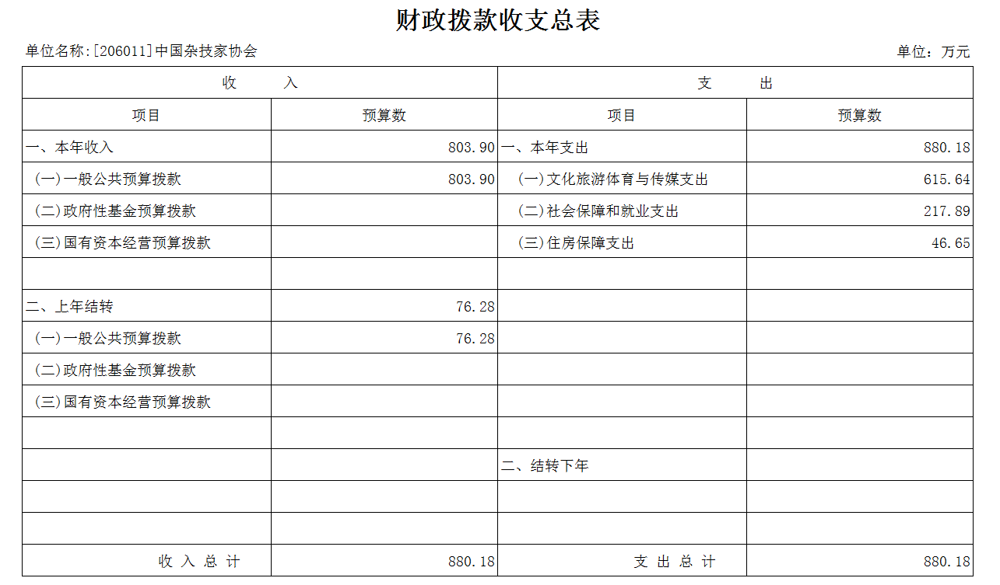 财政拨款收支总表
单位名称:[206011]中国杂技家协会 单位：万元
收 入 支 出
项目 预算数 项目 预算数
一、本年收入 803.90 一、本年支出 880.18
(一)一般公共预算拨款 803.90 (一)文化旅游体育与传媒支出 615.64
(二)政府性基金预算拨款 (二)社会保障和就业支出 217.89
(三)国有资本经营预算拨款 (三)住房保障支出 46.65
二、上年结转 76.28
(一)一般公共预算拨款 76.28
(二)政府性基金预算拨款
(三)国有资本经营预算拨款
二、结转下年
收 入 总 计 880.18 支 出 总 计 880.18